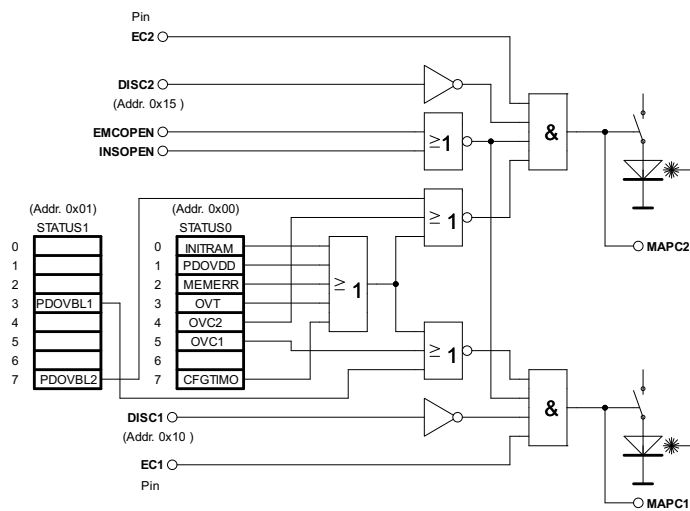 Pin
EC2
DISC2
(Addr. 0x15 )
EMCOPEN
INSOPEN
≥1
&
MAPC2
(Addr. 0x01)
STATUS1
0
1
2
3 PDOVBL1
4
5
6
7 PDOVBL2
(Addr. 0x00)
STATUS0
0 INITRAM
1 PDOVDD
2 MEMERR
3 OVT
4 OVC2
5 OVC1
6
7 CFGTIMO
≥ 1
≥ 1
≥ 1
&
DISC1
(Addr. 0x10 )
EC1
Pin
MAPC1